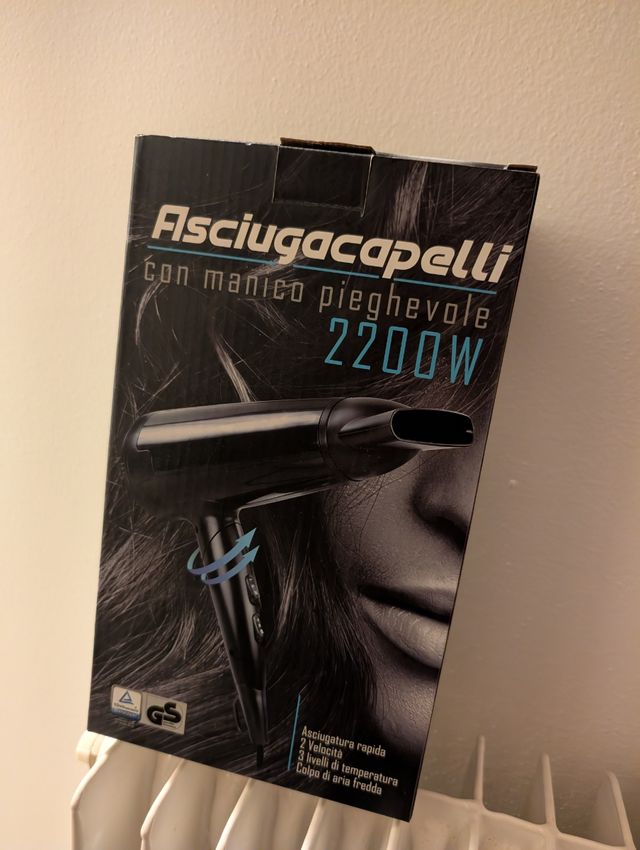 Asciugacapelli
con manico pieghevole
2200W
GS
Asciugatura rapida
2 Velocità
3 livelli di temperatura
Colpo di aria fredda